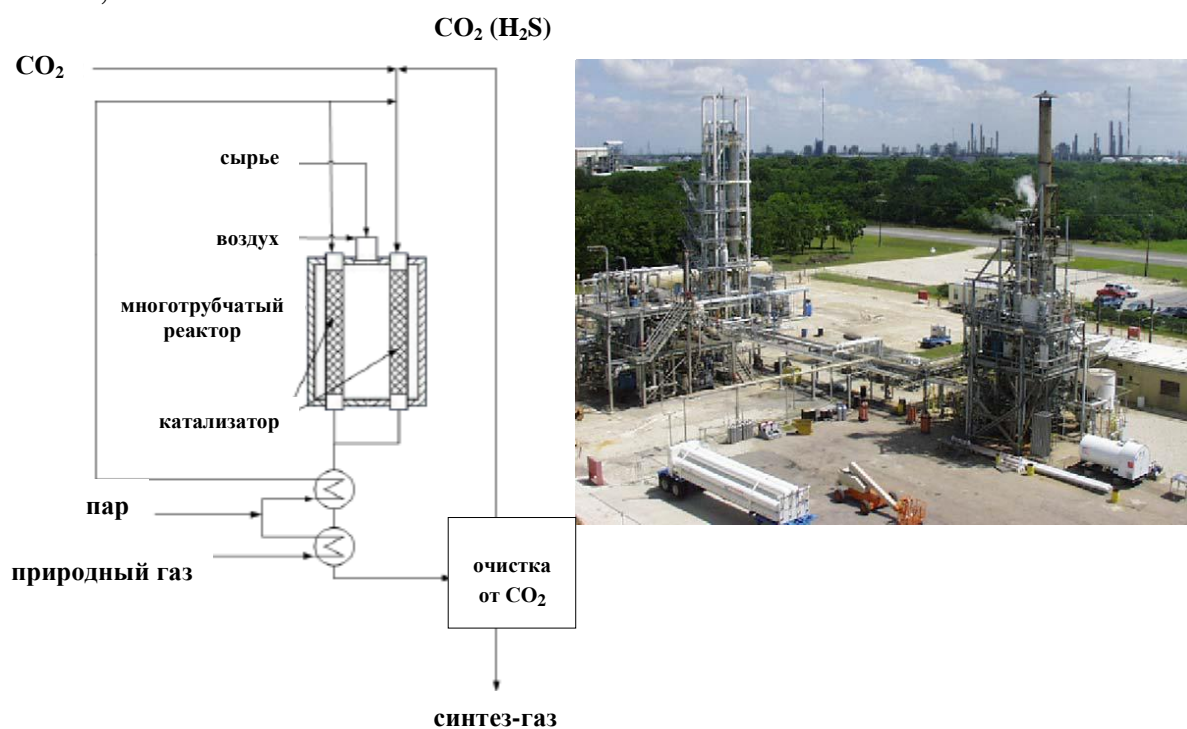 CO₂ (H₂S)
CO₂
сырье
воздух
многотрубчатый
реактор
катализатор
пар
природный газ
очистка
от CO₂
синтез-газ